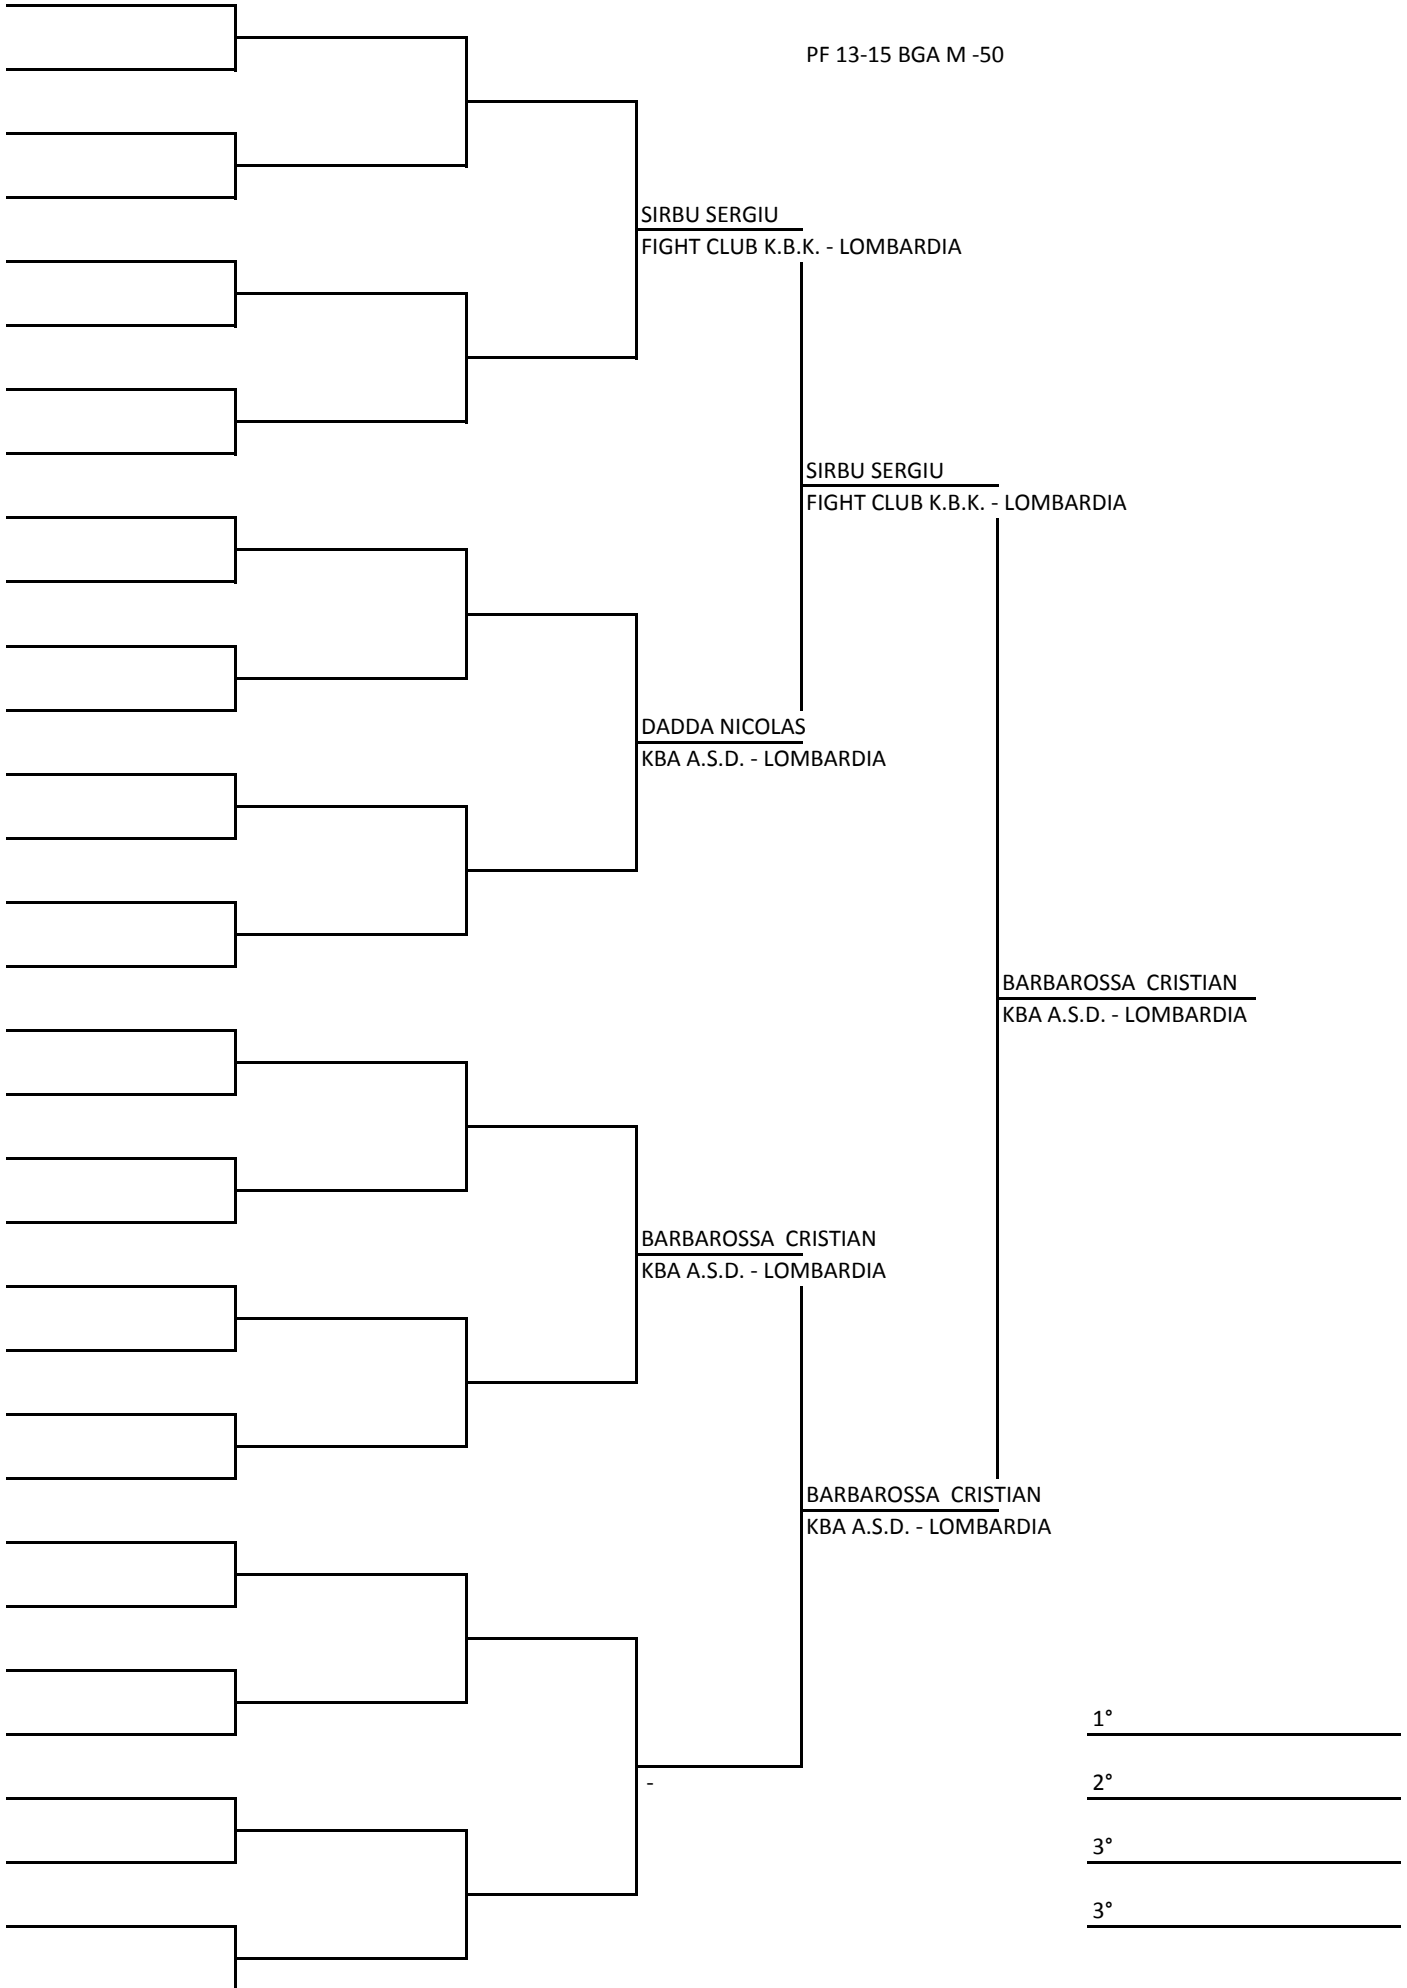 PF 13-15 BGA M -50
SIRBU SERGIU
FIGHT CLUB K.B.K. - LOMBARDIA
SIRBU SERGIU
FIGHT CLUB K.B.K. - LOMBARDIA
DADDA NICOLAS
KBA A.S.D. - LOMBARDIA
BARBAROSSA  CRISTIAN
KBA A.S.D. - LOMBARDIA
BARBAROSSA  CRISTIAN
KBA A.S.D. - LOMBARDIA
BARBAROSSA  CRISTIAN
KBA A.S.D. - LOMBARDIA
1°
-
2°
3°
3°